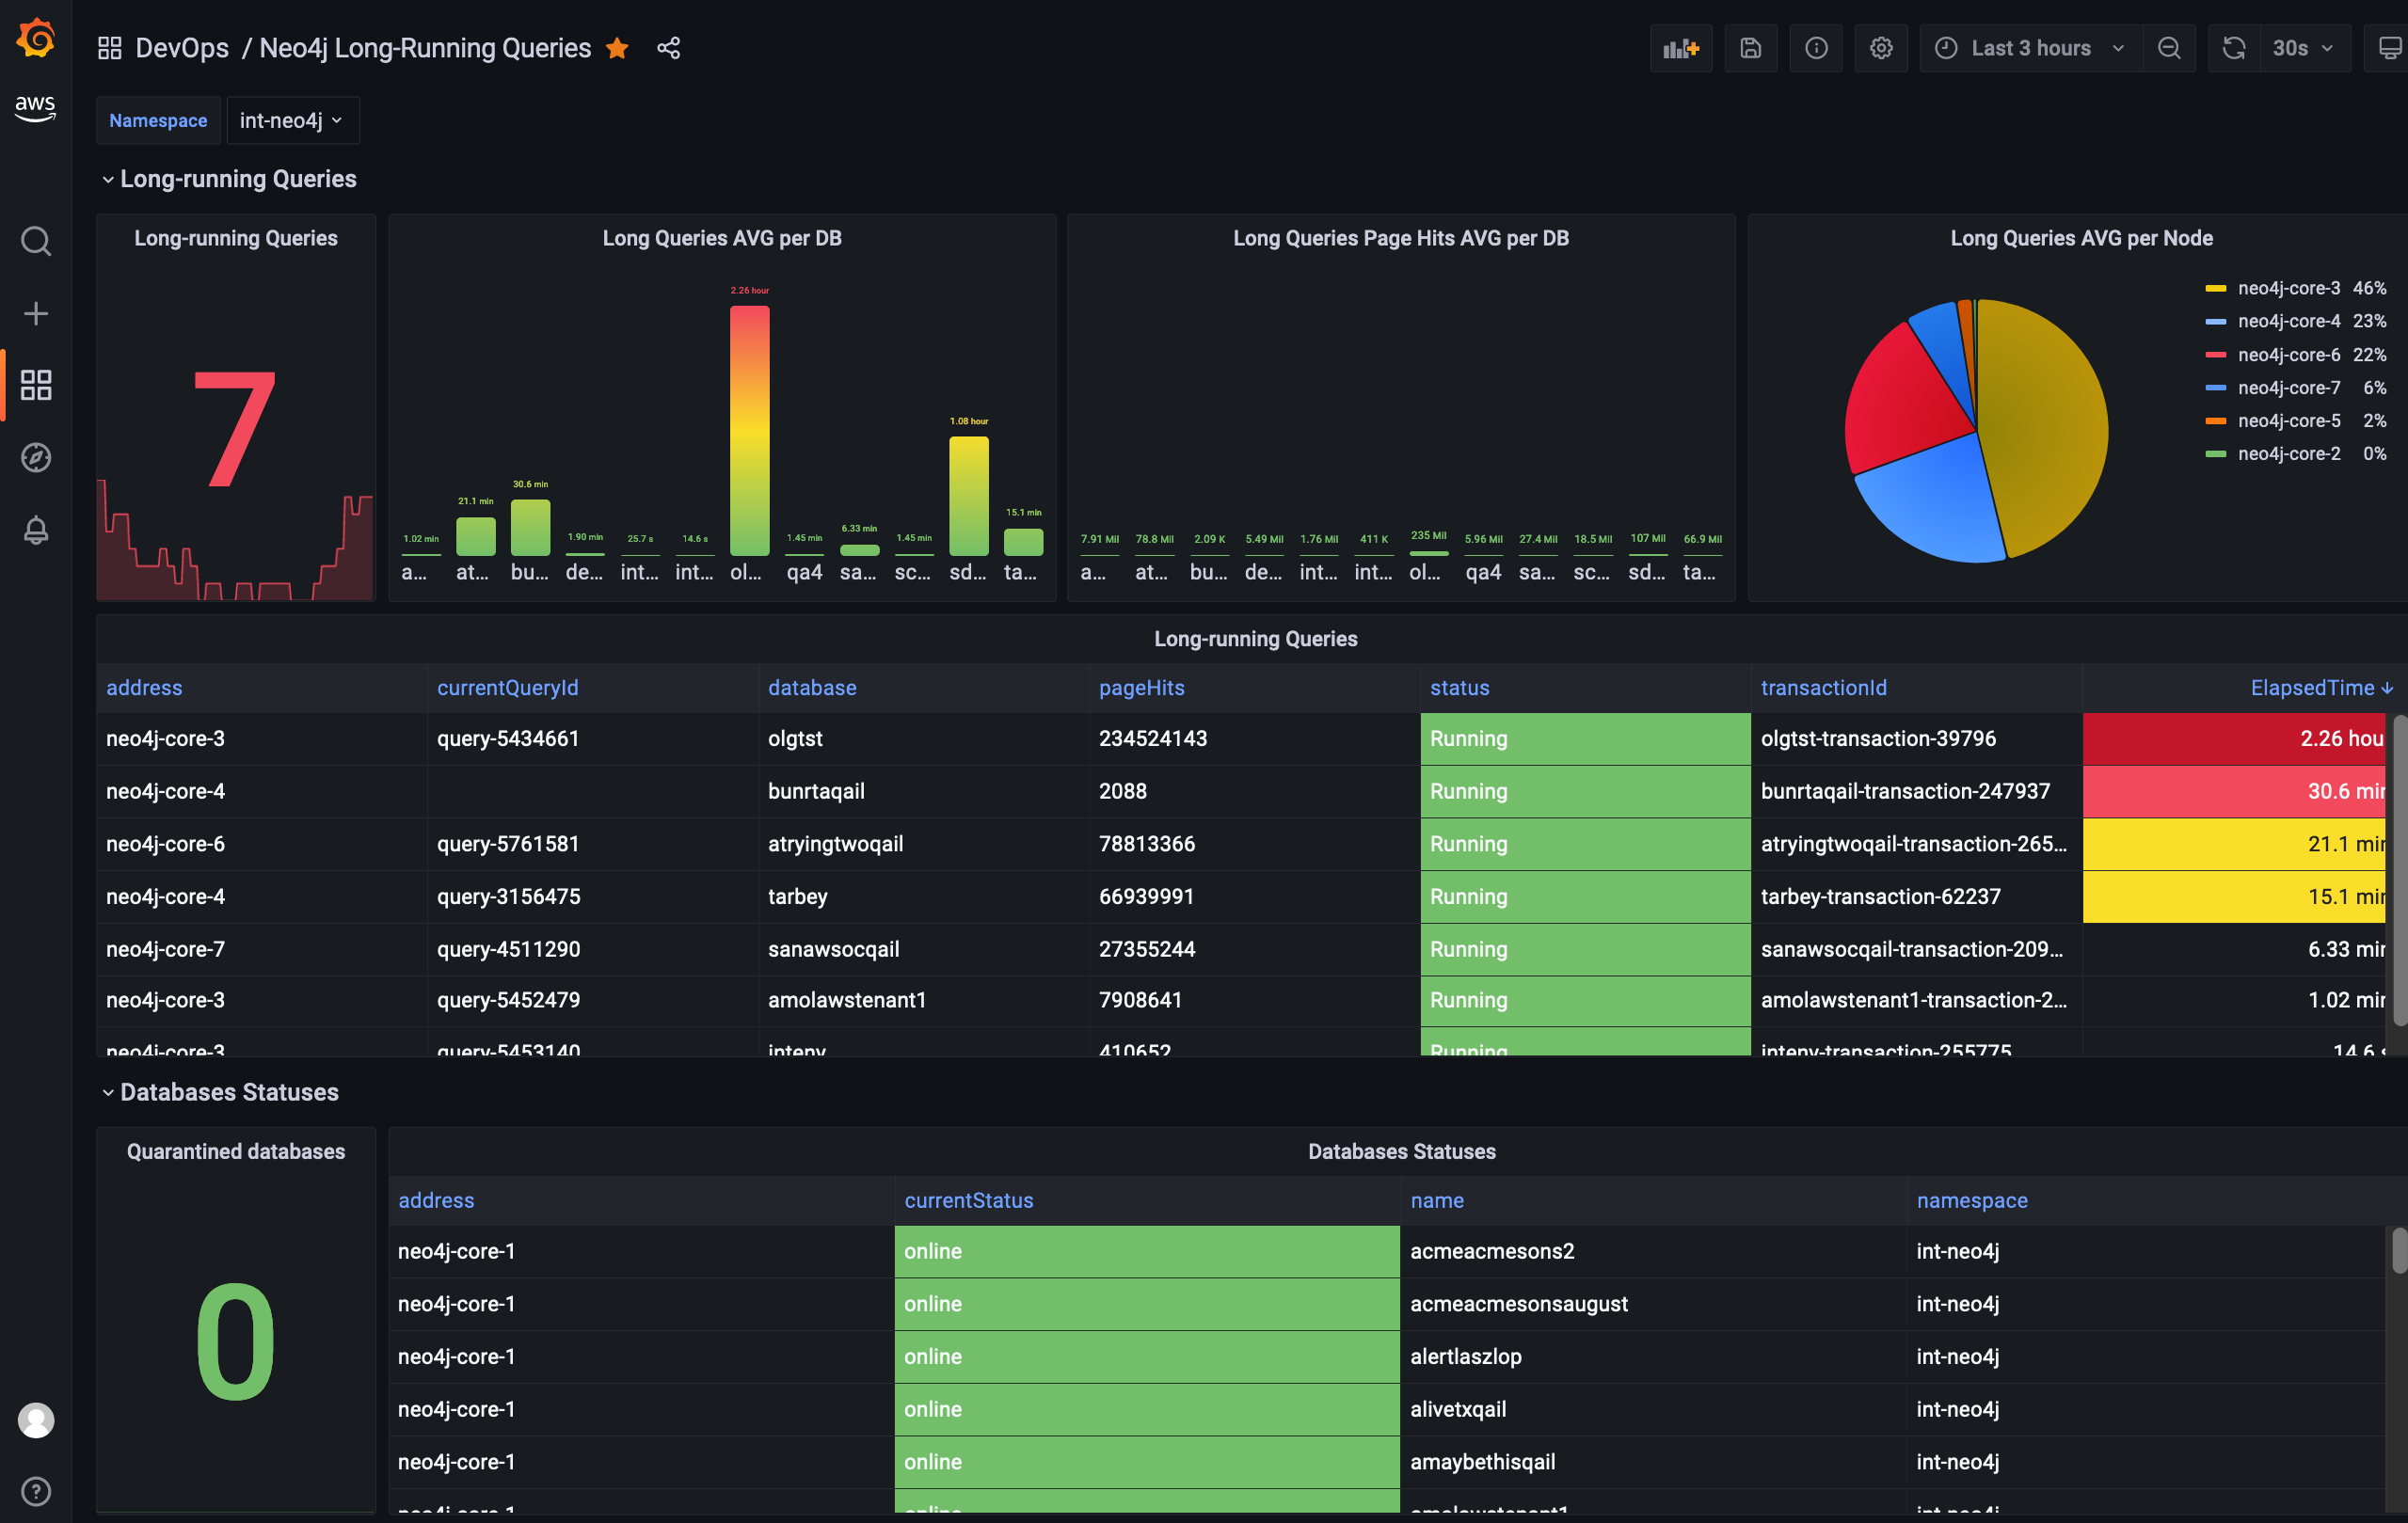 DevOps / Neo4j Long-Running Queries
Last 3 hours
30s
aws
Namespace
int-neo4j
Long-running Queries
Long-running Queries
7
Long Queries AVG per DB
2.26 hour
1.08 hour
30.6 min
21.1 min
15.1 min
6.33 min
1.02 min
1.90 min
25.7 s
14.6 s
1.45 min
1.45 min
a... at... bu... de... int... int... ol... qa4 sa... sc... sd... ta...
Long Queries Page Hits AVG per DB
7.91 Mil 78.8 Mil 2.09 K 5.49 Mil 1.76 Mil 411 K 235 Mil 5.96 Mil 27.4 Mil 18.5 Mil 107 Mil 66.9 Mil
a... at... bu... de... int... int... ol... qa4 sa... sc... sd... ta...
Long Queries AVG per Node
neo4j-core-3 46%
neo4j-core-4 23%
neo4j-core-6 22%
neo4j-core-7 6%
neo4j-core-5 2%
neo4j-core-2 0%
Long-running Queries
address currentQueryId database pageHits status transactionId ElapsedTime
neo4j-core-3 query-5434661 olgtst 234524143 Running olgtst-transaction-39796 2.26 hou
neo4j-core-4 bunrtaqail 2088 Running bunrtaqail-transaction-247937 30.6 min
neo4j-core-6 query-5761581 atryingtwoqail 78813366 Running atryingtwoqail-transaction-265... 21.1 min
neo4j-core-4 query-3156475 tarbey 66939991 Running tarbey-transaction-62237 15.1 min
neo4j-core-7 query-4511290 sanawsocqail 27355244 Running sanawsocqail-transaction-209... 6.33 min
neo4j-core-3 query-5452479 amolawstenant1 7908641 Running amolawstenant1-transaction-2... 1.02 min
neo4j-core-3 query-5453140 410652 Running 14.6 s
Databases Statuses
Quarantined databases
0
Databases Statuses
address currentStatus name namespace
neo4j-core-1 online acmeacmesons2 int-neo4j
neo4j-core-1 online acmeacmesonsaugust int-neo4j
neo4j-core-1 online alertlaszlop int-neo4j
neo4j-core-1 online alivetxqail int-neo4j
neo4j-core-1 online amaybethisqail int-neo4j
neo4j-core-1 online amolawstenant1 int-neo4j